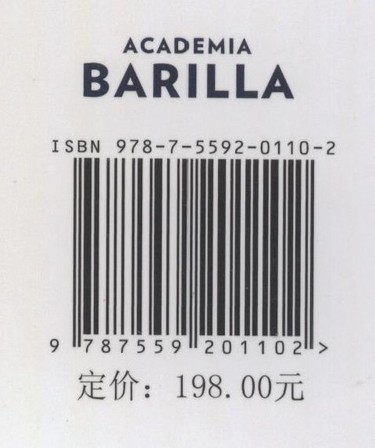 ACADEMIA
BARILLA
ISBN 978-7-5592-0110-2
9 787559 201102 >
定价：198.00元